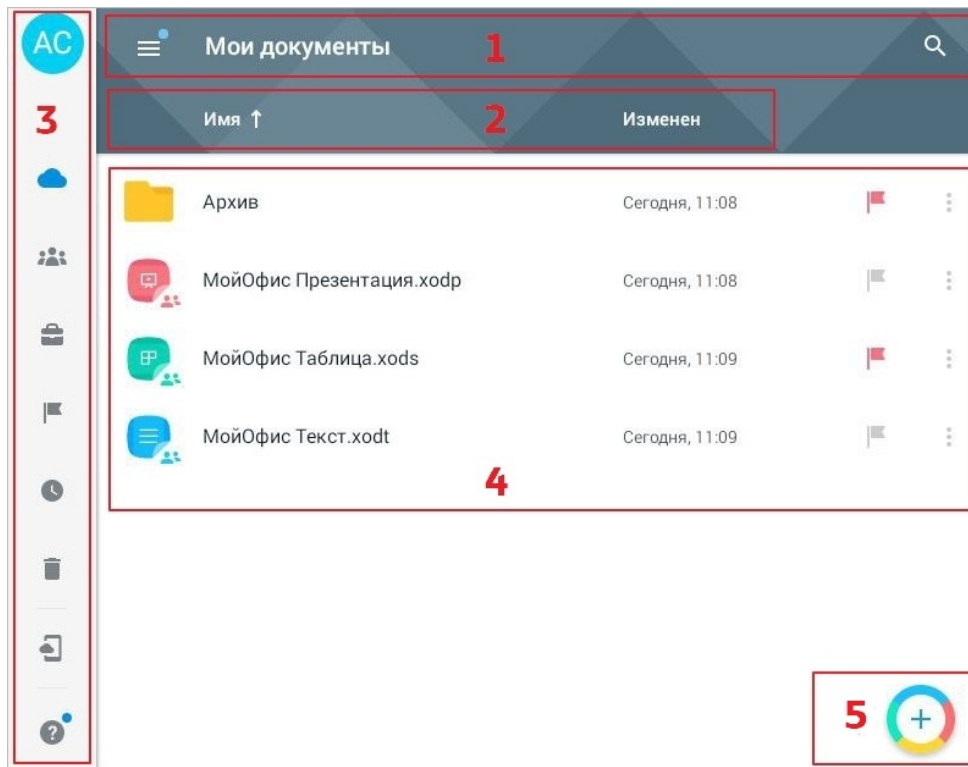 АС
Мои документы
1
3
Имя ↑
2
Изменен
Архив
Сегодня, 11:08
МойОфис Презентация.xodp
Сегодня, 11:08
МойОфис Таблица.xods
Сегодня, 11:09
МойОфис Текст.xodt
Сегодня, 11:09
4
5
+
?